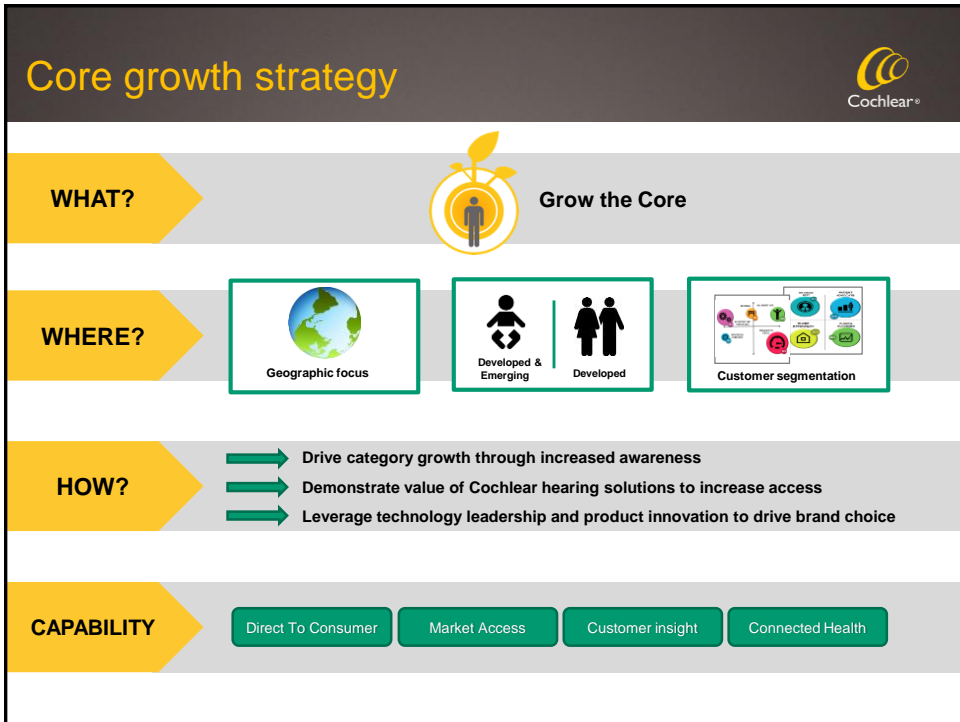 Core growth strategy
Cochlear®
WHAT?
Grow the Core
WHERE?
Geographic focus
Developed &
Emerging
Developed
Customer segmentation
HOW?
Drive category growth through increased awareness
Demonstrate value of Cochlear hearing solutions to increase access
Leverage technology leadership and product innovation to drive brand choice
CAPABILITY
Direct To Consumer
Market Access
Customer insight
Connected Health